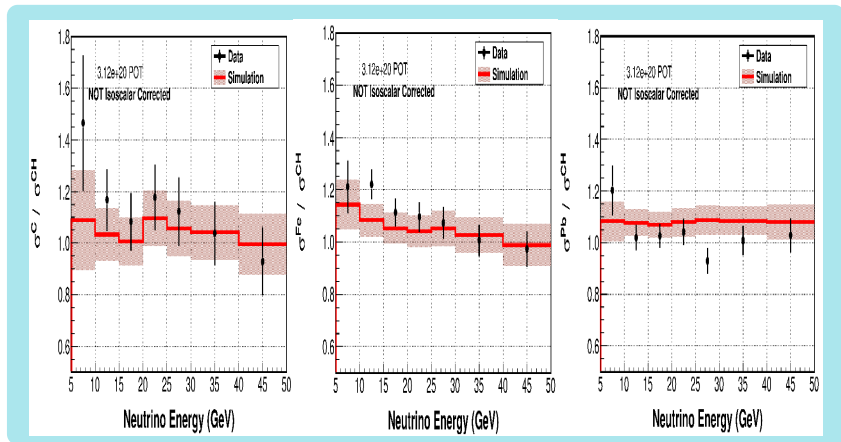 1.8
1.6
1.4
1.2
1.0
0.8
0.6
σC / σCH
Data
Simulation
3.12e+20 POT
NOT Isoscalar Corrected
5 10 15 20 25 30 35 40 45 50
Neutrino Energy (GeV)
1.8
1.6
1.4
1.2
1.0
0.8
0.6
σFe / σCH
Data
Simulation
3.12e+20 POT
NOT Isoscalar Corrected
5 10 15 20 25 30 35 40 45 50
Neutrino Energy (GeV)
1.8
1.6
1.4
1.2
1.0
0.8
0.6
σPb / σCH
Data
Simulation
3.12e+20 POT
NOT Isoscalar Corrected
5 10 15 20 25 30 35 40 45 50
Neutrino Energy (GeV)